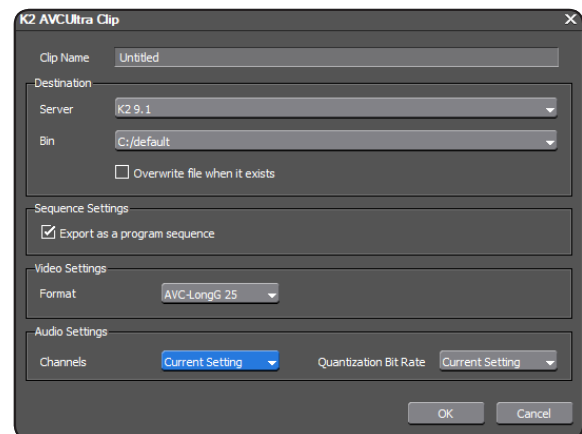 K2 AVCUltra Clip
Clip Name Untitled
Destination
Server K2 9.1
Bin C:/default
Overwrite file when it exists
Sequence Settings
Export as a program sequence
Video Settings
Format AVC-LongG 25
Audio Settings
Channels Current Setting Quantization Bit Rate Current Setting
OK Cancel